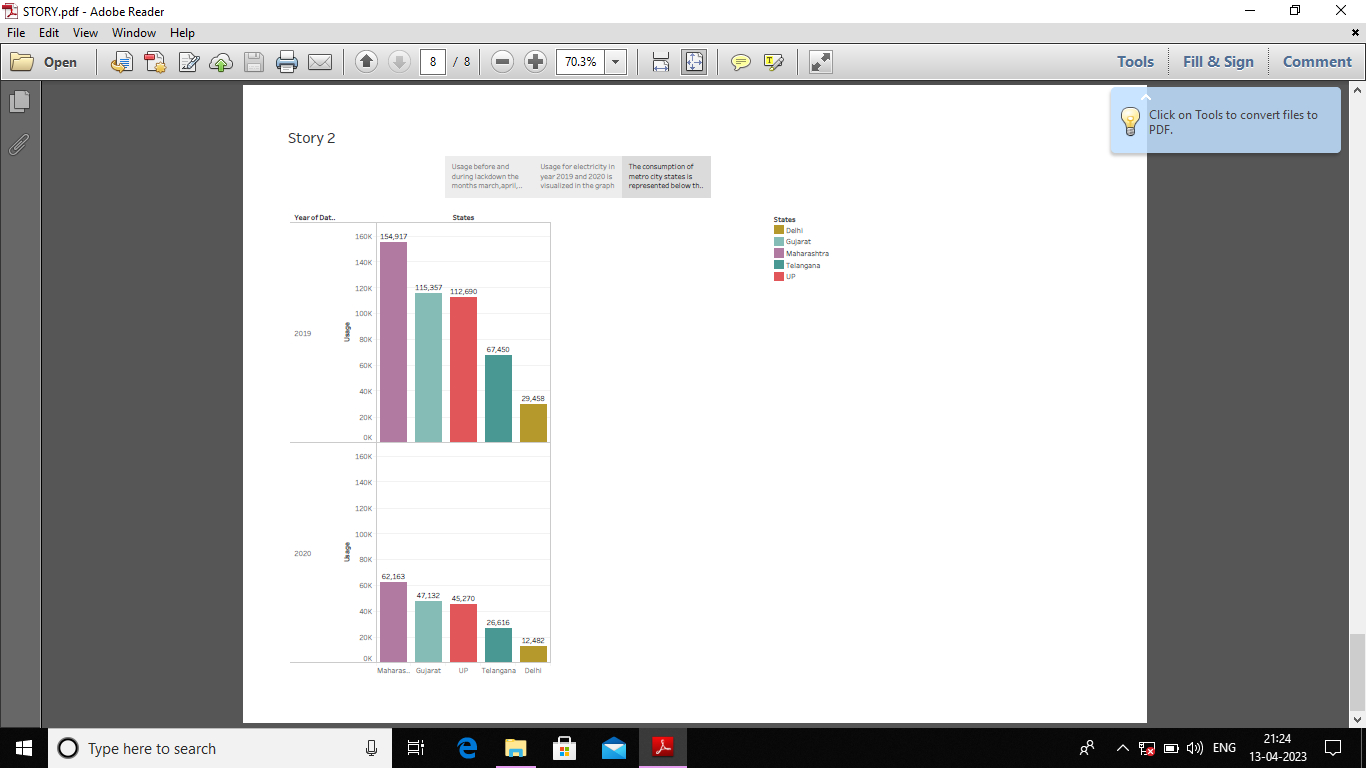 STORY.pdf - Adobe Reader
File Edit View Window Help
Open 8 / 8 70.3% Tools Fill & Sign Comment
Click on Tools to convert files to
PDF.
Story 2
Usage before and
during lackdown the
months march,april,...
Usage for electricity in
year 2019 and 2020 is
visualized in the graph
The consumption of
metro city states is
represented below th..
Year of Dat.. States
160K
140K
120K
100K
80K
60K
40K
20K
0K
2019
Usage
154,917
115,357
112,690
67,450
29,458
160K
140K
120K
100K
80K
60K
40K
20K
0K
2020
Usage
62,163
47,132
45,270
26,616
12,482
Maharas.. Gujarat UP Telangana Delhi
States
Delhi
Gujarat
Maharashtra
Telangana
UP
Type here to search
ENG
21:24
13-04-2023